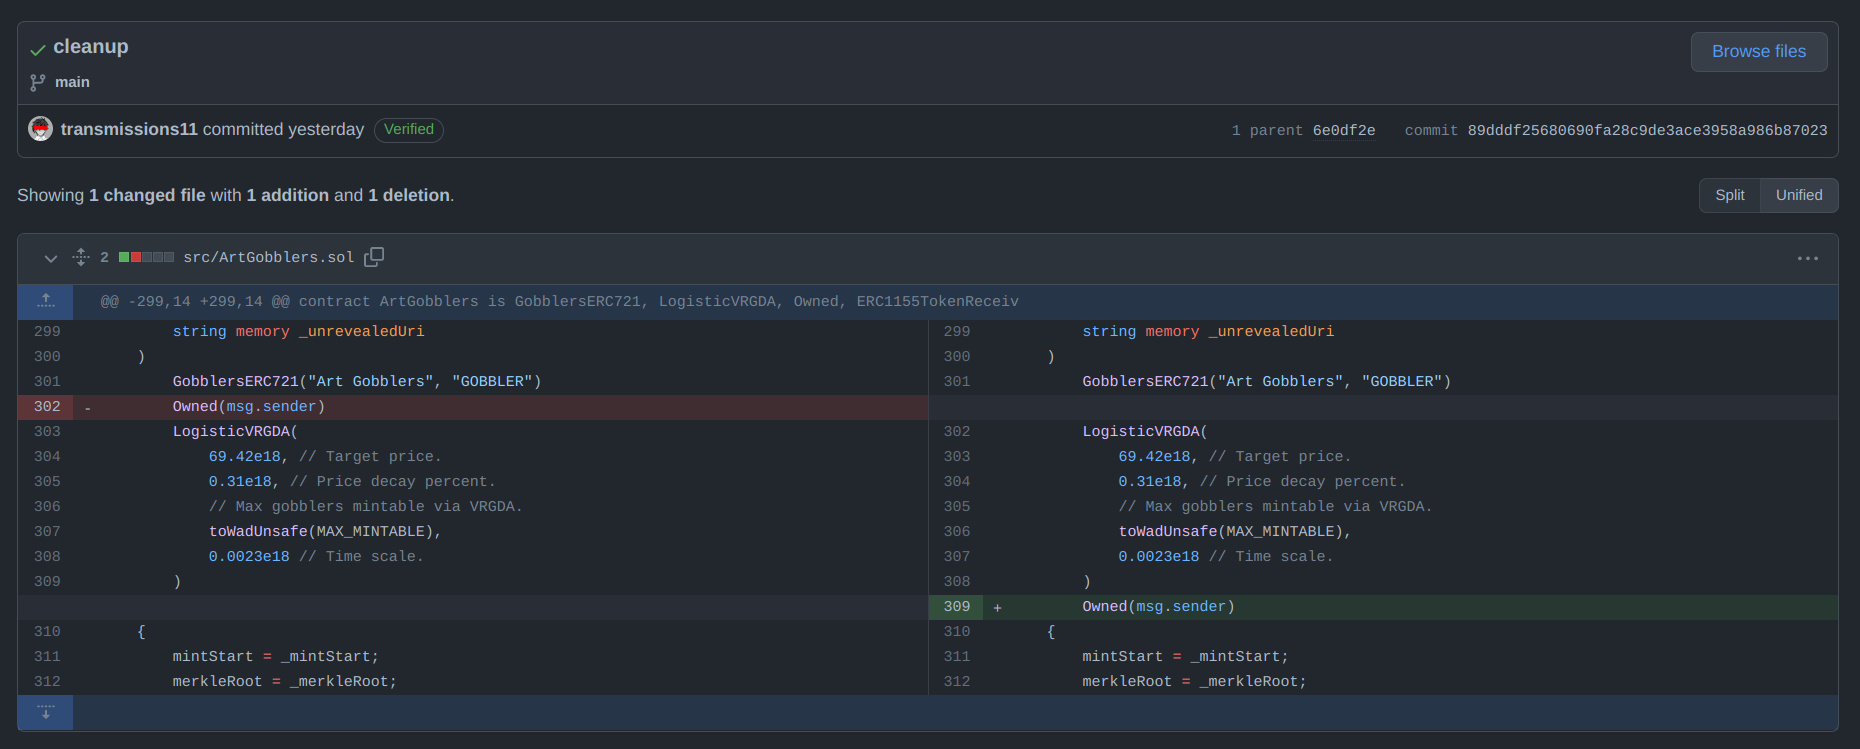 cleanup
Browse files
main
transmissions11 committed yesterday Verified
1 parent 6e0df2e commit 89dddf25680690fa28c9de3ace3958a986b87023
Showing 1 changed file with 1 addition and 1 deletion.
Split Unified
2 src/ArtGobblers.sol
@@ -299,14 +299,14 @@ contract ArtGobblers is GobblersERC721, LogisticVRGDA, Owned, ERC1155TokenReceiv
299 string memory _unrevealedUri
300 )
301 GobblersERC721("Art Gobblers", "GOBBLER")
302 - Owned(msg.sender)
303 LogisticVRGDA(
304 69.42e18, // Target price.
305 0.31e18, // Price decay percent.
306 // Max gobblers mintable via VRGDA.
307 toWadUnsafe(MAX_MINTABLE),
308 0.0023e18 // Time scale.
309 )
310 {
311 mintStart = _mintStart;
312 merkleRoot = _merkleRoot;
299 string memory _unrevealedUri
300 )
301 GobblersERC721("Art Gobblers", "GOBBLER")
302 LogisticVRGDA(
303 69.42e18, // Target price.
304 0.31e18, // Price decay percent.
305 // Max gobblers mintable via VRGDA.
306 toWadUnsafe(MAX_MINTABLE),
307 0.0023e18 // Time scale.
308 )
309 + Owned(msg.sender)
310 {
311 mintStart = _mintStart;
312 merkleRoot = _merkleRoot;